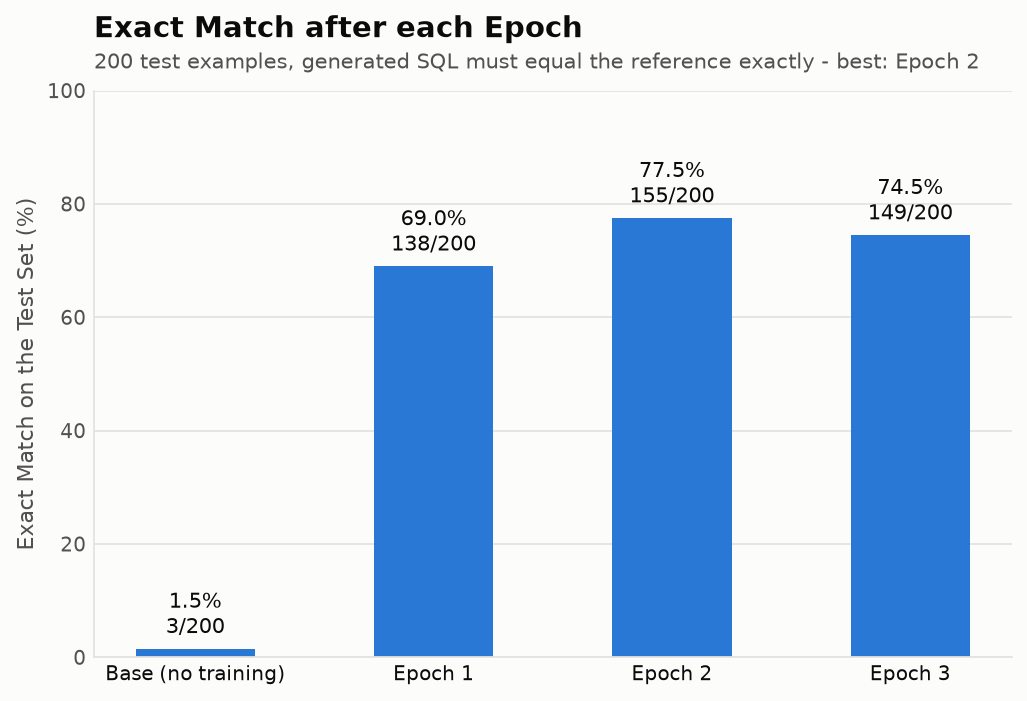 Exact Match after each Epoch
200 test examples, generated SQL must equal the reference exactly - best: Epoch 2
Exact Match on the Test Set (%)
100
80
60
40
20
0
1.5%
3/200
69.0%
138/200
77.5%
155/200
74.5%
149/200
Base (no training)
Epoch 1
Epoch 2
Epoch 3